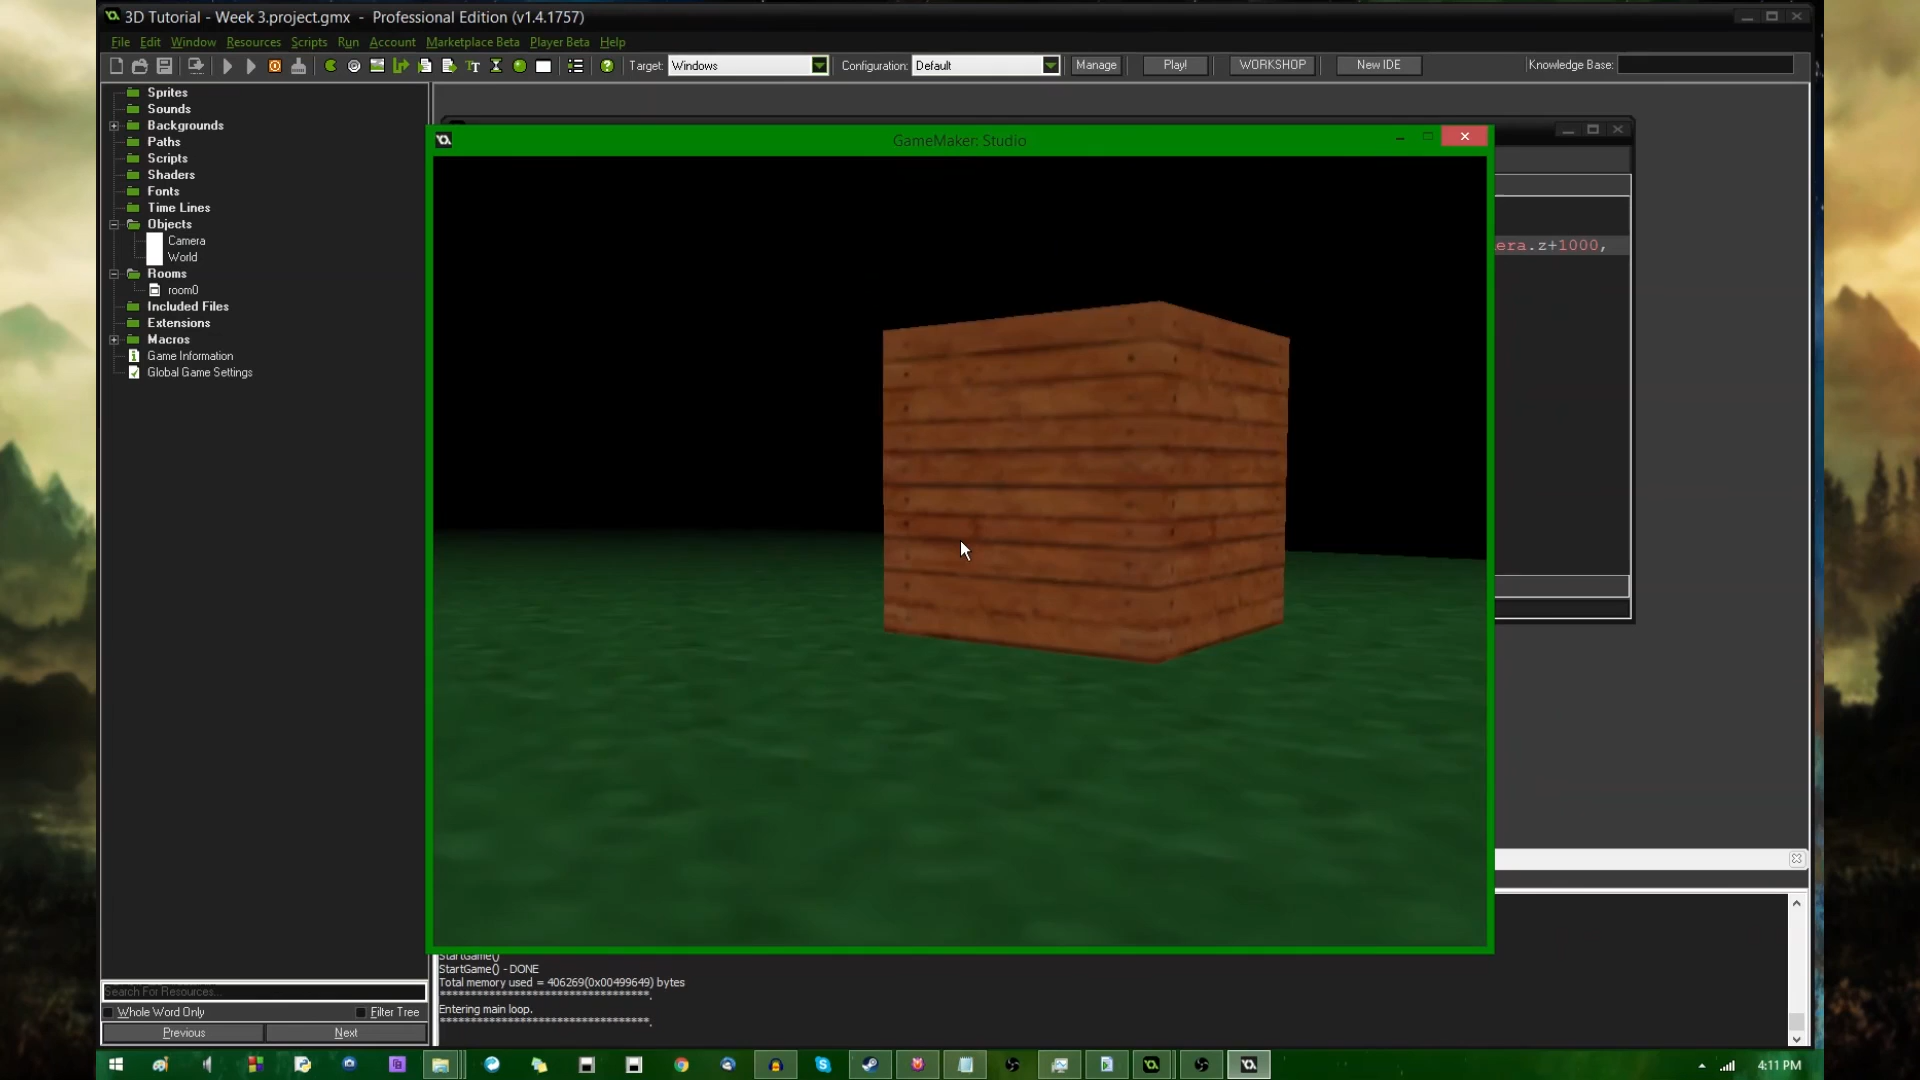 3D Tutorial - Week 3.project.gmx - Professional Edition (v1.4.1757)
File Edit Window Resources Scripts Run Account Marketplace Beta Player Beta Help
Target: Windows Configuration: Default Manage Play! WORKSHOP New IDE Knowledge Base:
Sprites
Sounds
Backgrounds
Paths
Scripts
Shaders
Fonts
Time Lines
Objects
Camera
World
Rooms
room0
Included Files
Extensions
Macros
Game Information
Global Game Settings
GameMaker: Studio
era.z+1000,
StartGame()
StartGame() - DONE
Total memory used = 406269(0x00499649) bytes
**********************************.
Entering main loop.
**********************************.
Search For Resources...
Whole Word Only Filter Tree
Previous Next
4:11 PM